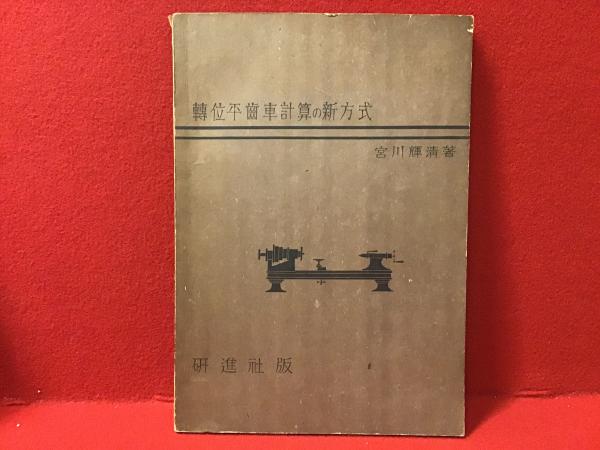 轉位平齒車計算の新方式
宮川輝清著
研進社版